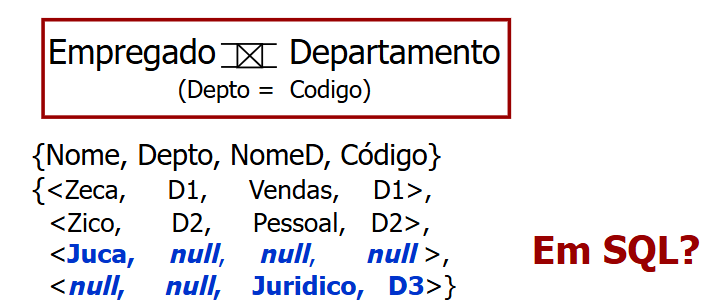 Empregado ⟗ Departamento
(Depto = Codigo)
{Nome, Depto, NomeD, Código}
{<Zeca, D1, Vendas, D1>,
<Zico, D2, Pessoal, D2>,
<Juca, null, null, null >,
<null, null, Juridico, D3>}
Em SQL?